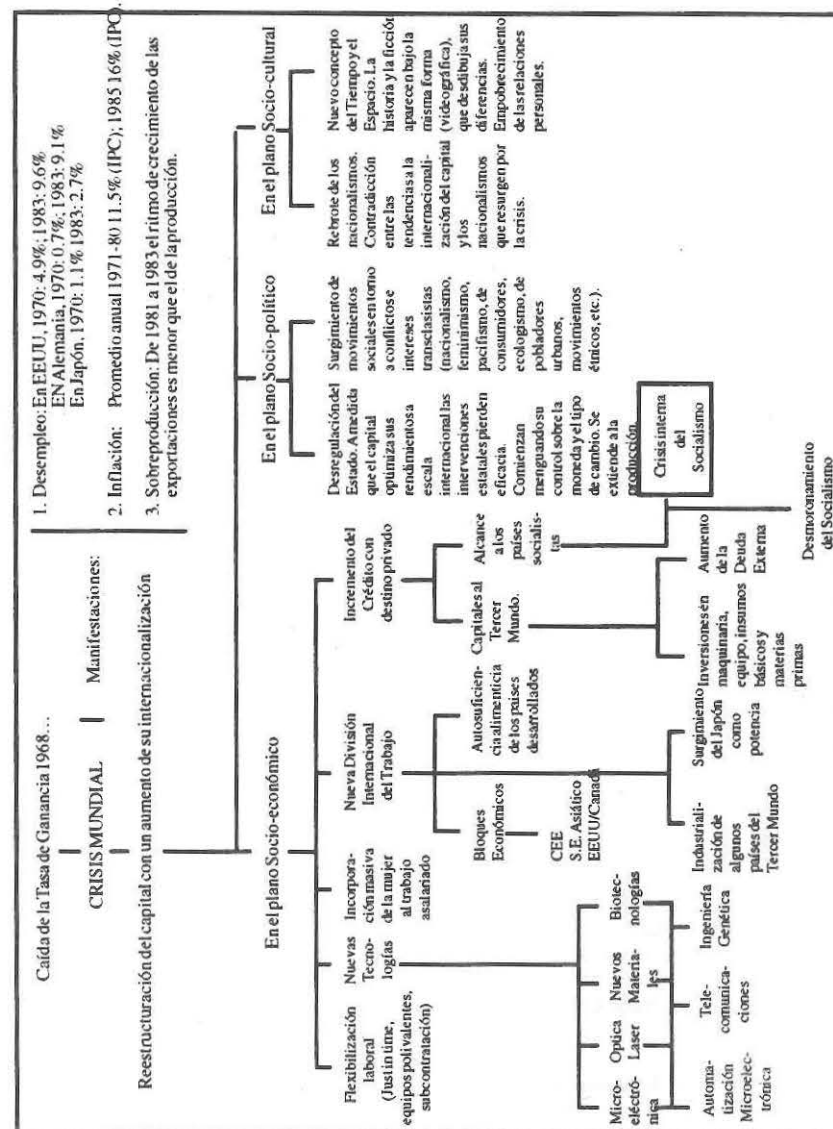 Caída de la Tasa de Ganancia 1968...
CRISIS MUNDIAL
Manifestaciones:
1. Desempleo: En EEUU, 1970: 4.9%; 1983: 9.6%
EN Alemania, 1970: 0.7%; 1983: 9.1%
En Japón. 1970: 1.1% 1983: 2.7%
2. Inflación: Promedio anual 1971-80 11.5% (IPC); 1985 16% (IPC).
3. Sobreproducción: De 1981 a 1983 el ritmo de crecimiento de las
exportaciones es menor que el de la producción.
Reestructuración del capital con un aumento de su internacionalización
En el plano Socio-económico
Flexibilización
laboral
(Just in time,
equipos polivalentes,
subcontratación)
Nuevas
Tecno-
logías
Micro-
eléctró-
nica
Optica
Laser
Nuevos
Materia-
les
Biotec-
nologías
Automa-
tización
Microelec-
trónica
Tele-
comunica-
ciones
Ingeniería
Genética
Incorpora-
ción masiva
de la mujer
al trabajo
asalariado
Nueva División
Internacional
del Trabajo
Bloques
Económicos
CEE
S.E. Asiático
EEUU/Canadá
Autosuficien-
cia alimenticia
de los países
desarrollados
Industriali-
zación de
algunos
países del
Tercer Mundo
Surgimiento
del Japón
como
potencia
Incremento del
Crédito con
destino privado
Capitales al
Tercer
Mundo.
Alcance
a los
países
socialis-
tas
Inversiones en
maquinaria,
equipo, insumos
básicos y
materias
primas
Aumento
de la
Deuda
Externa
En el plano Socio-político
Desregulación del
Estado. A medida
que el capital
optimiza sus
rendimientos a
escala
internacional las
intervenciones
estatales pierden
eficacia.
Comienzan
menguando su
control sobre la
moneda y el tipo
de cambio. Se
extiende a la
producción
Surgimiento de
movimientos
sociales en torno
a conflictos e
intereses
transclasistas
(nacionalismo,
feminimismo,
pacifismo, de
consumidores,
ecologismo, de
pobladores
urbanos,
movimientos
étnicos, etc.).
Crisis interna
del
Socialismo
Desmoronamiento
del Socialismo
En el plano Socio-cultural
Rebrote de los
nacionalismos.
Contradicción
entre las
tendencias a la
internacionali-
zación del capital
y los
nacionalismos
que resurgen por
la crisis.
Nuevo concepto
del Tiempo y el
Espacio. La
historia y la ficción
aparecen bajo la
misma forma
(videográfica),
que desdibuja sus
diferencias.
Empobrecimiento
de las relaciones
personales.